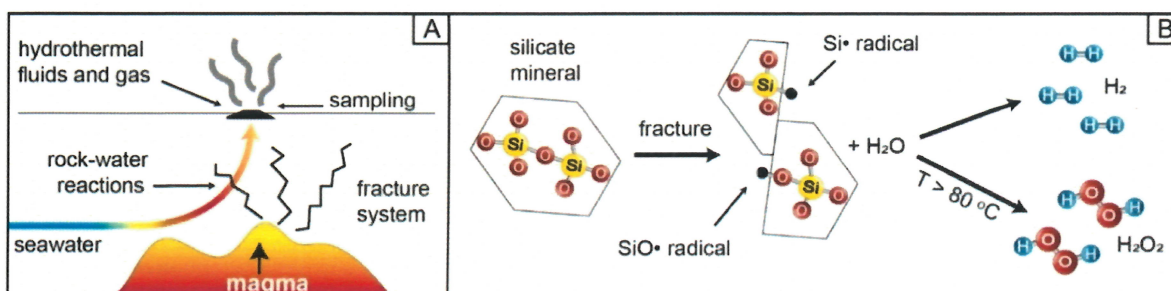 A
hydrothermal
fluids and gas
sampling
rock-water
reactions
fracture
system
seawater
magma
B
silicate
mineral
O
O
Si
O
O
O
Si
O
O
fracture
Si• radical
O
O
Si
O
O
Si
O
O
O
SiO• radical
+ H₂O
T > 80 °C
H H
H H
H H
H₂
H O
O H
H O
O H
H₂O₂